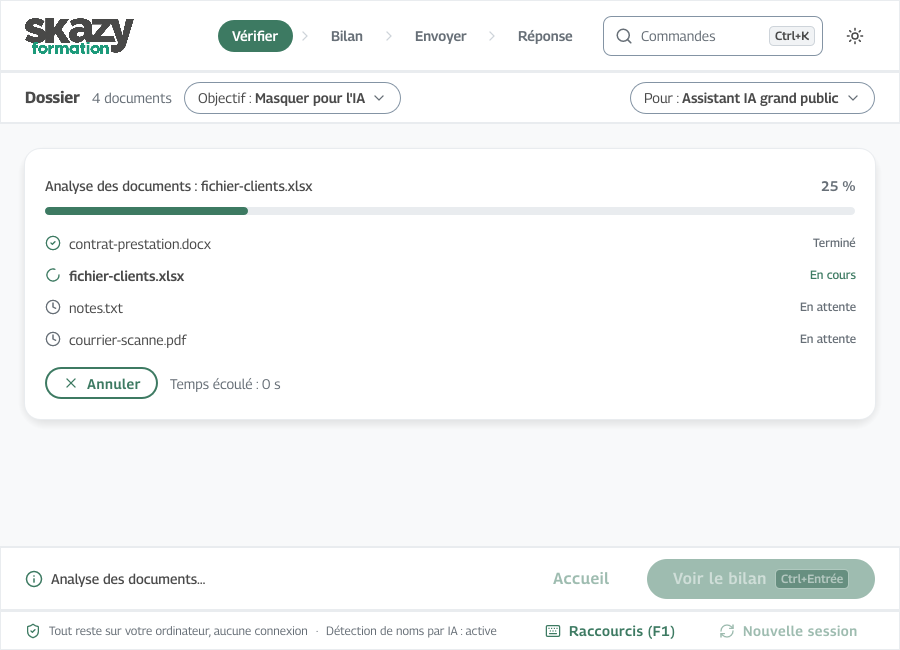 skazy
formation
Vérifier
Bilan
Envoyer
Réponse
Commandes
Ctrl+K
Dossier
4 documents
Objectif : Masquer pour l'IA
Pour : Assistant IA grand public
Analyse des documents : fichier-clients.xlsx
25 %
contrat-prestation.docx
Terminé
fichier-clients.xlsx
En cours
notes.txt
En attente
courrier-scanne.pdf
En attente
Annuler
Temps écoulé : 0 s
Analyse des documents...
Accueil
Voir le bilan
Ctrl+Entrée
Tout reste sur votre ordinateur, aucune connexion · Détection de noms par IA : active
Raccourcis (F1)
Nouvelle session